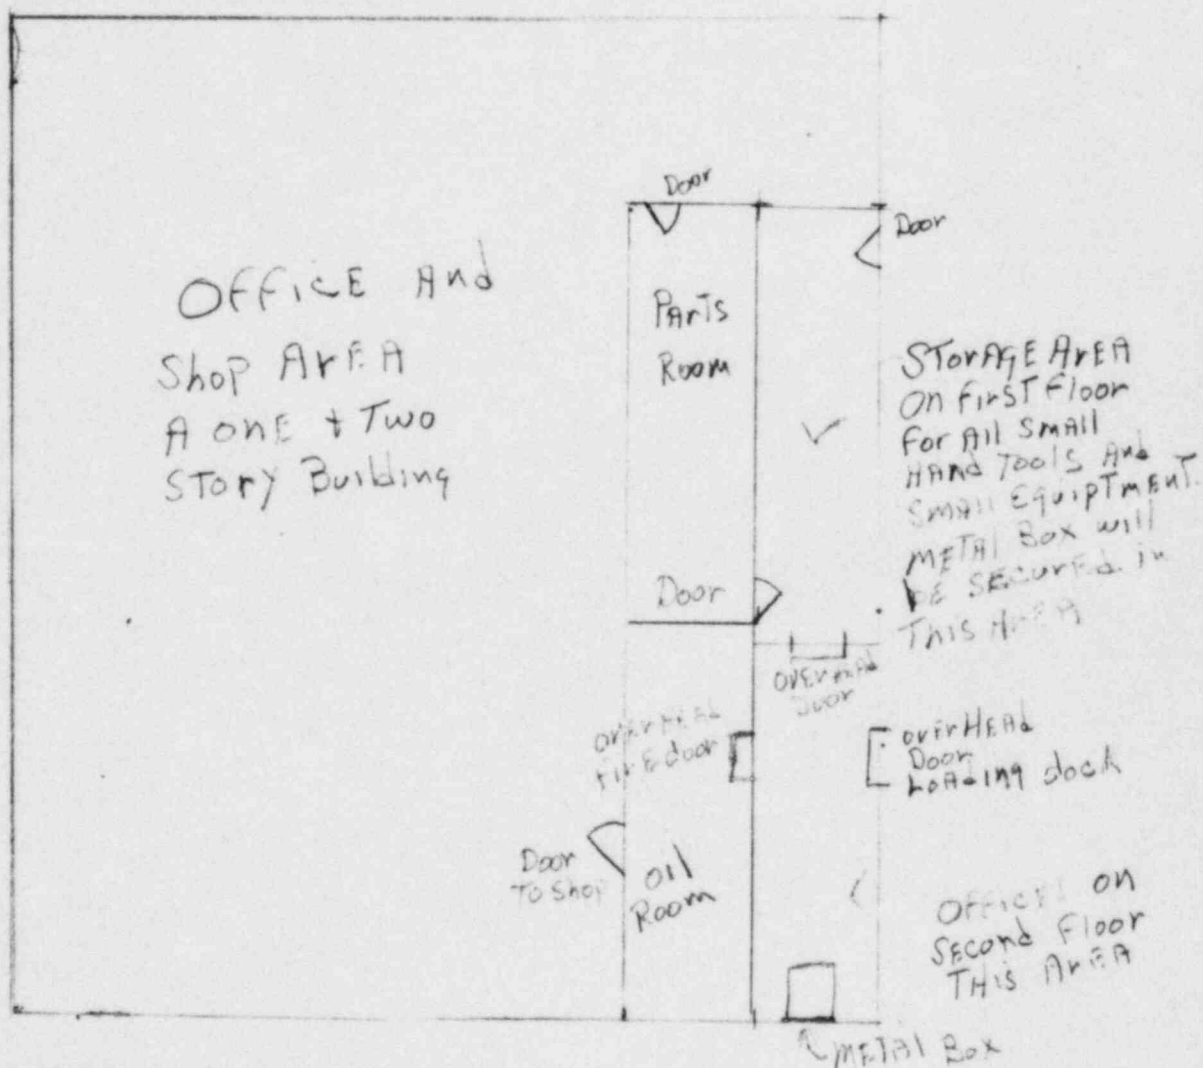 Door
Door
OFFICE And
Shop ArEA
A onE + Two
STory Building
PArTs
Room
STorAGE ArEA
On FirST Floor
For All Small
HAnd Tools And
Small EquipTmEnT.
METAl Box will
BE SECurEd in
This ArEA
Door
OvErHEAd
Door
ovErHEAd
FirE door
ovErHEAd
Door
LoAding dock
Door
To Shop
oil
Room
OfficEs on
SEcond Floor
THis ArEA
METAl Box